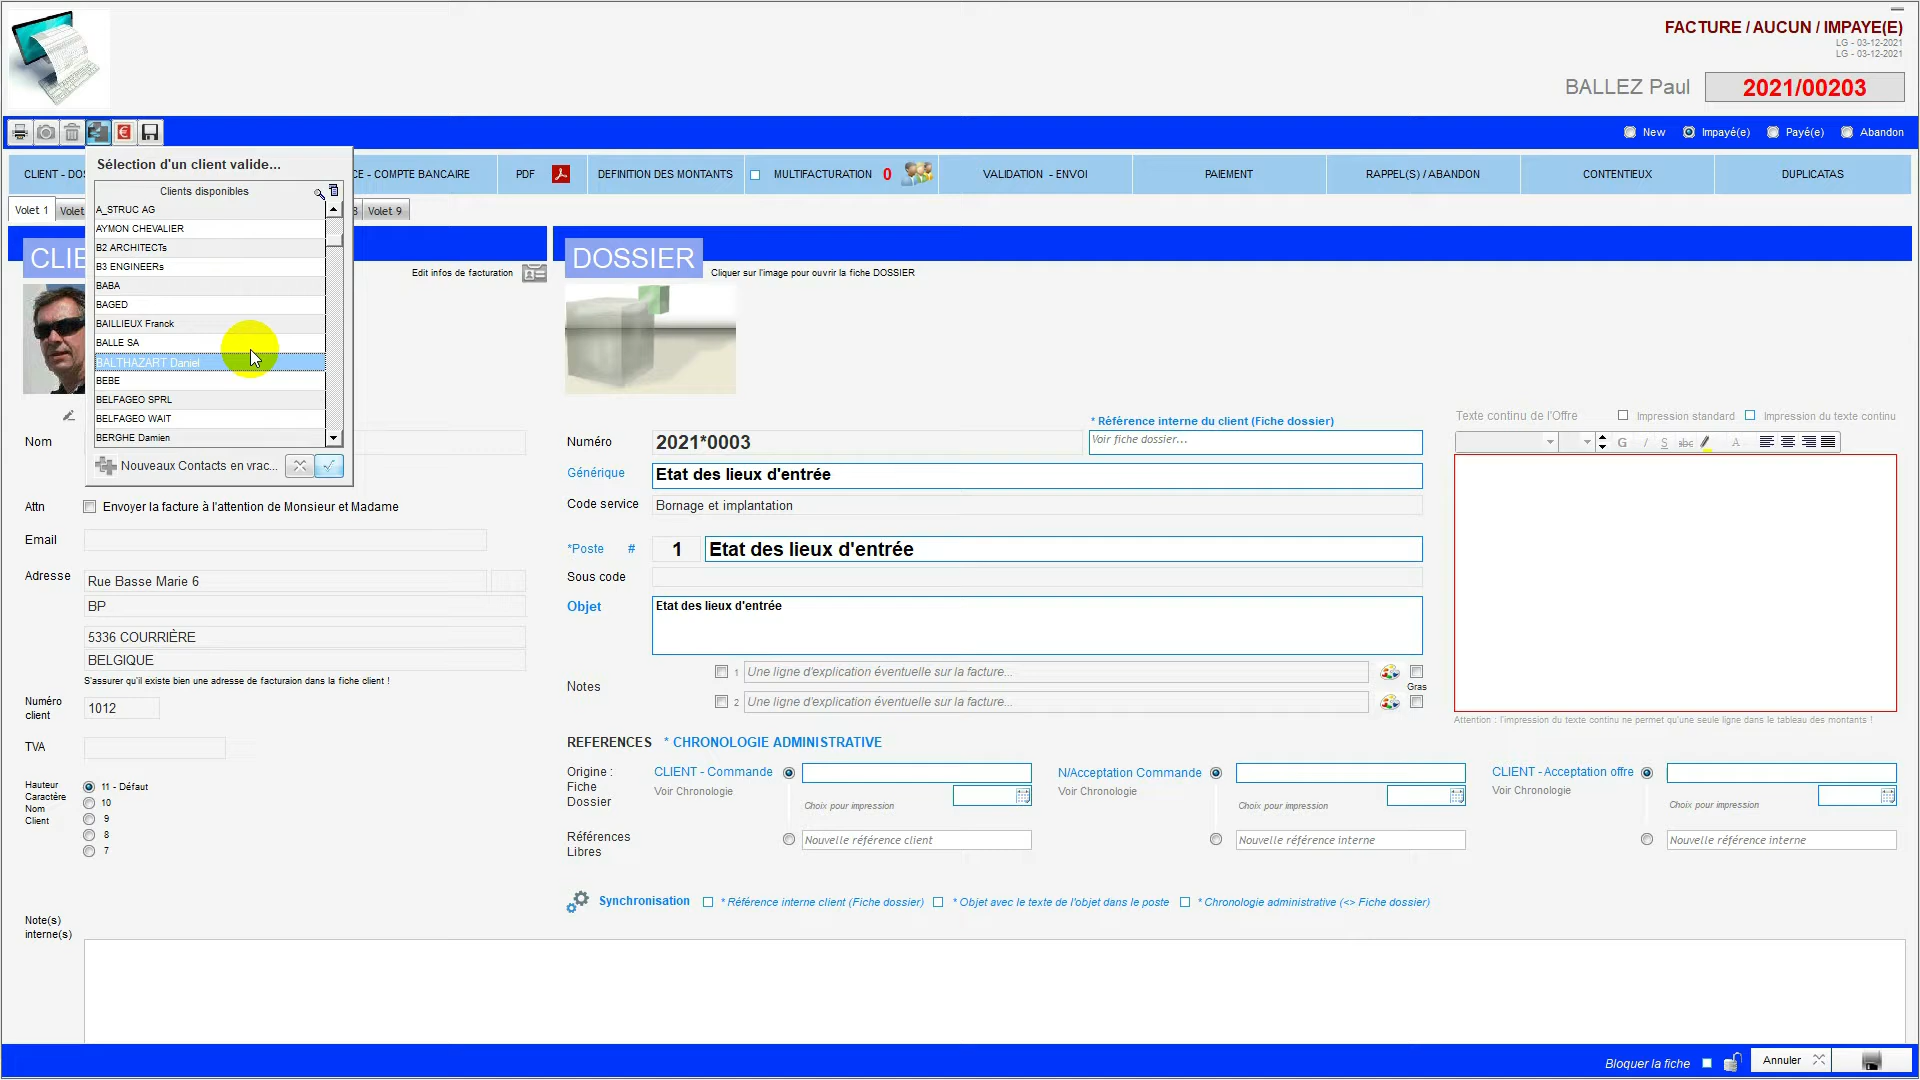 FACTURE / AUCUN / IMPAYE(E)
LG - 03-12-2021
LG - 03-12-2021
BALLEZ Paul 2021/00203
New Impayé(e) Payé(e) Abandon
Sélection d'un client valide...
Clients disponibles
A_STRUC AG
AYMON CHEVALIER
B2 ARCHITECTs
B3 ENGINEERs
BABA
BAGED
BAILLIEUX Franck
BALLE SA
BALTHAZART Daniel
BEBE
BELFAGEO SPRL
BELFAGEO WAIT
BERGHE Damien
Nouveaux Contacts en vrac...
CLIENT - DOS CE - COMPTE BANCAIRE PDF DEFINITION DES MONTANTS MULTIFACTURATION 0 VALIDATION - ENVOI PAIEMENT RAPPEL(S) / ABANDON CONTENTIEUX DUPLICATAS
Volet 1 Volet 8 Volet 9
CLIE
Edit infos de facturation
Nom
Attn Envoyer la facture à l'attention de Monsieur et Madame
Email
Adresse Rue Basse Marie 6
BP
5336 COURRIÈRE
BELGIQUE
S'assurer qu'il existe bien une adresse de facturaion dans la fiche client !
Numéro client 1012
TVA
Hauteur Caractère Nom Client
11 - Défaut
10
9
8
7
Note(s) interne(s)
DOSSIER
Cliquer sur l'image pour ouvrir la fiche DOSSIER
* Référence interne du client (Fiche dossier)
Numéro 2021*0003 Voir fiche dossier...
Générique Etat des lieux d'entrée
Code service Bornage et implantation
*Poste # 1 Etat des lieux d'entrée
Sous code
Objet Etat des lieux d'entrée
Notes
1 Une ligne d'explication éventuelle sur la facture...
Gras
2 Une ligne d'explication éventuelle sur la facture...
Texte continu de l'Offre Impression standard Impression du texte continu
G I S abc A
Attention : l'impression du texte continu ne permet qu'une seule ligne dans le tableau des montants !
REFERENCES * CHRONOLOGIE ADMINISTRATIVE
Origine : Fiche Dossier
CLIENT - Commande
Voir Chronologie
Choix pour impression
N/Acceptation Commande
Voir Chronologie
Choix pour impression
CLIENT - Acceptation offre
Voir Chronologie
Choix pour impression
Références Libres
Nouvelle référence client
Nouvelle référence interne
Nouvelle référence interne
Synchronisation * Référence interne client (Fiche dossier) * Objet avec le texte de l'objet dans le poste * Chronologie administrative (<> Fiche dossier)
Bloquer la fiche Annuler